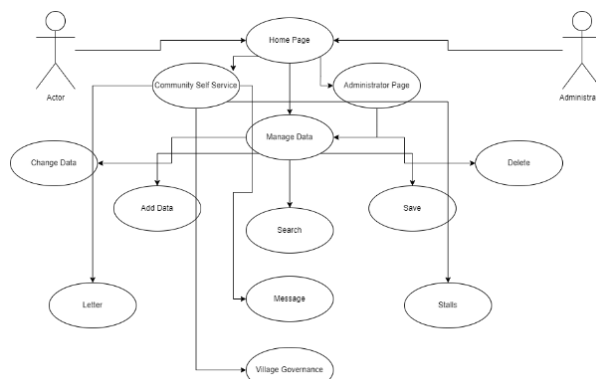 Home Page
Community Self Service
Administrator Page
Actor
Administra
Manage Data
Change Data
Delete
Add Data
Save
Search
Message
Letter
Stalls
Village Governance